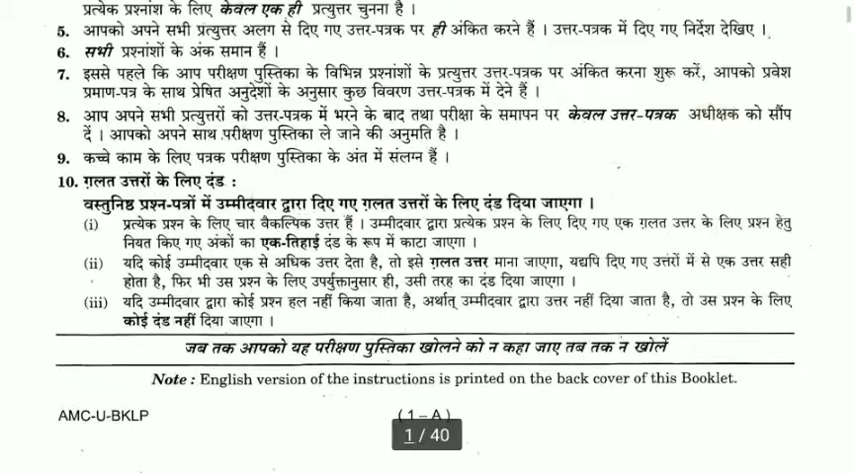 प्रत्येक प्रश्नांश के लिए केवल एक ही प्रत्युत्तर चुनना है ।
5. आपको अपने सभी प्रत्युत्तर अलग से दिए गए उत्तर-पत्रक पर ही अंकित करने हैं । उत्तर-पत्रक में दिए गए निर्देश देखिए ।
6. सभी प्रश्नांशों के अंक समान हैं ।
7. इससे पहले कि आप परीक्षण पुस्तिका के विभिन्न प्रश्नांशों के प्रत्युत्तर उत्तर-पत्रक पर अंकित करना शुरू करें, आपको प्रवेश
प्रमाण-पत्र के साथ प्रेषित अनुदेशों के अनुसार कुछ विवरण उत्तर-पत्रक में देने हैं ।
8. आप अपने सभी प्रत्युत्तरों को उत्तर-पत्रक में भरने के बाद तथा परीक्षा के समापन पर केवल उत्तर-पत्रक अधीक्षक को सौंप
दें । आपको अपने साथ परीक्षण पुस्तिका ले जाने की अनुमति है ।
9. कच्चे काम के लिए पत्रक परीक्षण पुस्तिका के अंत में संलग्न हैं ।
10. ग़लत उत्तरों के लिए दंड :
वस्तुनिष्ठ प्रश्न-पत्रों में उम्मीदवार द्वारा दिए गए ग़लत उत्तरों के लिए दंड दिया जाएगा ।
(i) प्रत्येक प्रश्न के लिए चार वैकल्पिक उत्तर हैं । उम्मीदवार द्वारा प्रत्येक प्रश्न के लिए दिए गए एक ग़लत उत्तर के लिए प्रश्न हेतु
नियत किए गए अंकों का एक-तिहाई दंड के रूप में काटा जाएगा ।
(ii) यदि कोई उम्मीदवार एक से अधिक उत्तर देता है, तो इसे ग़लत उत्तर माना जाएगा, यद्यपि दिए गए उत्तरों में से एक उत्तर सही
होता है, फिर भी उस प्रश्न के लिए उपर्युक्तानुसार ही, उसी तरह का दंड दिया जाएगा ।
(iii) यदि उम्मीदवार द्वारा कोई प्रश्न हल नहीं किया जाता है, अर्थात् उम्मीदवार द्वारा उत्तर नहीं दिया जाता है, तो उस प्रश्न के लिए
कोई दंड नहीं दिया जाएगा ।
जब तक आपको यह परीक्षण पुस्तिका खोलने को न कहा जाए तब तक न खोलें
Note : English version of the instructions is printed on the back cover of this Booklet.
AMC-U-BKLP ( 1 – A )
1 / 40